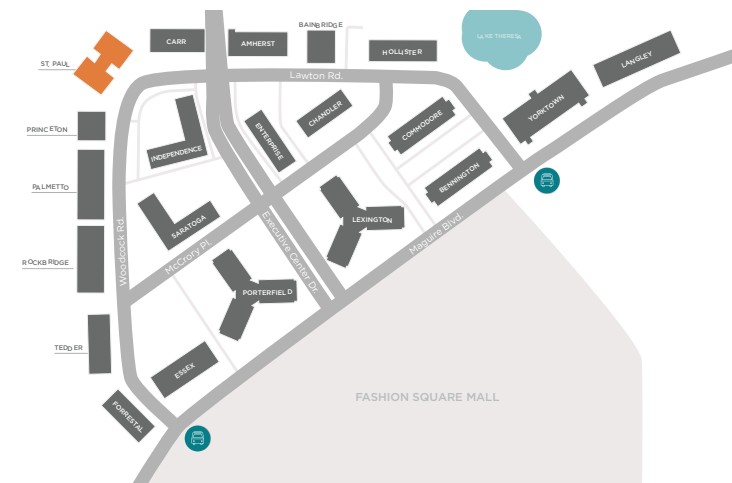 BAINBRIDGE
CARR
AMHERST
HOLLISTER
LAKE THERESA
LANGLEY
ST. PAUL
Lawton Rd.
YORKTOWN
CHANDLER
COMMODORE
PRINCETON
ENTERPRISE
INDEPENDENCE
BENNINGTON
PALMETTO
SARATOGA
LEXINGTON
Woodcock Rd.
McCrory Pl.
Executive Center Dr.
Maguire Blvd.
ROCKBRIDGE
PORTERFIELD
TEDDER
ESSEX
FORRESTAL
FASHION SQUARE MALL